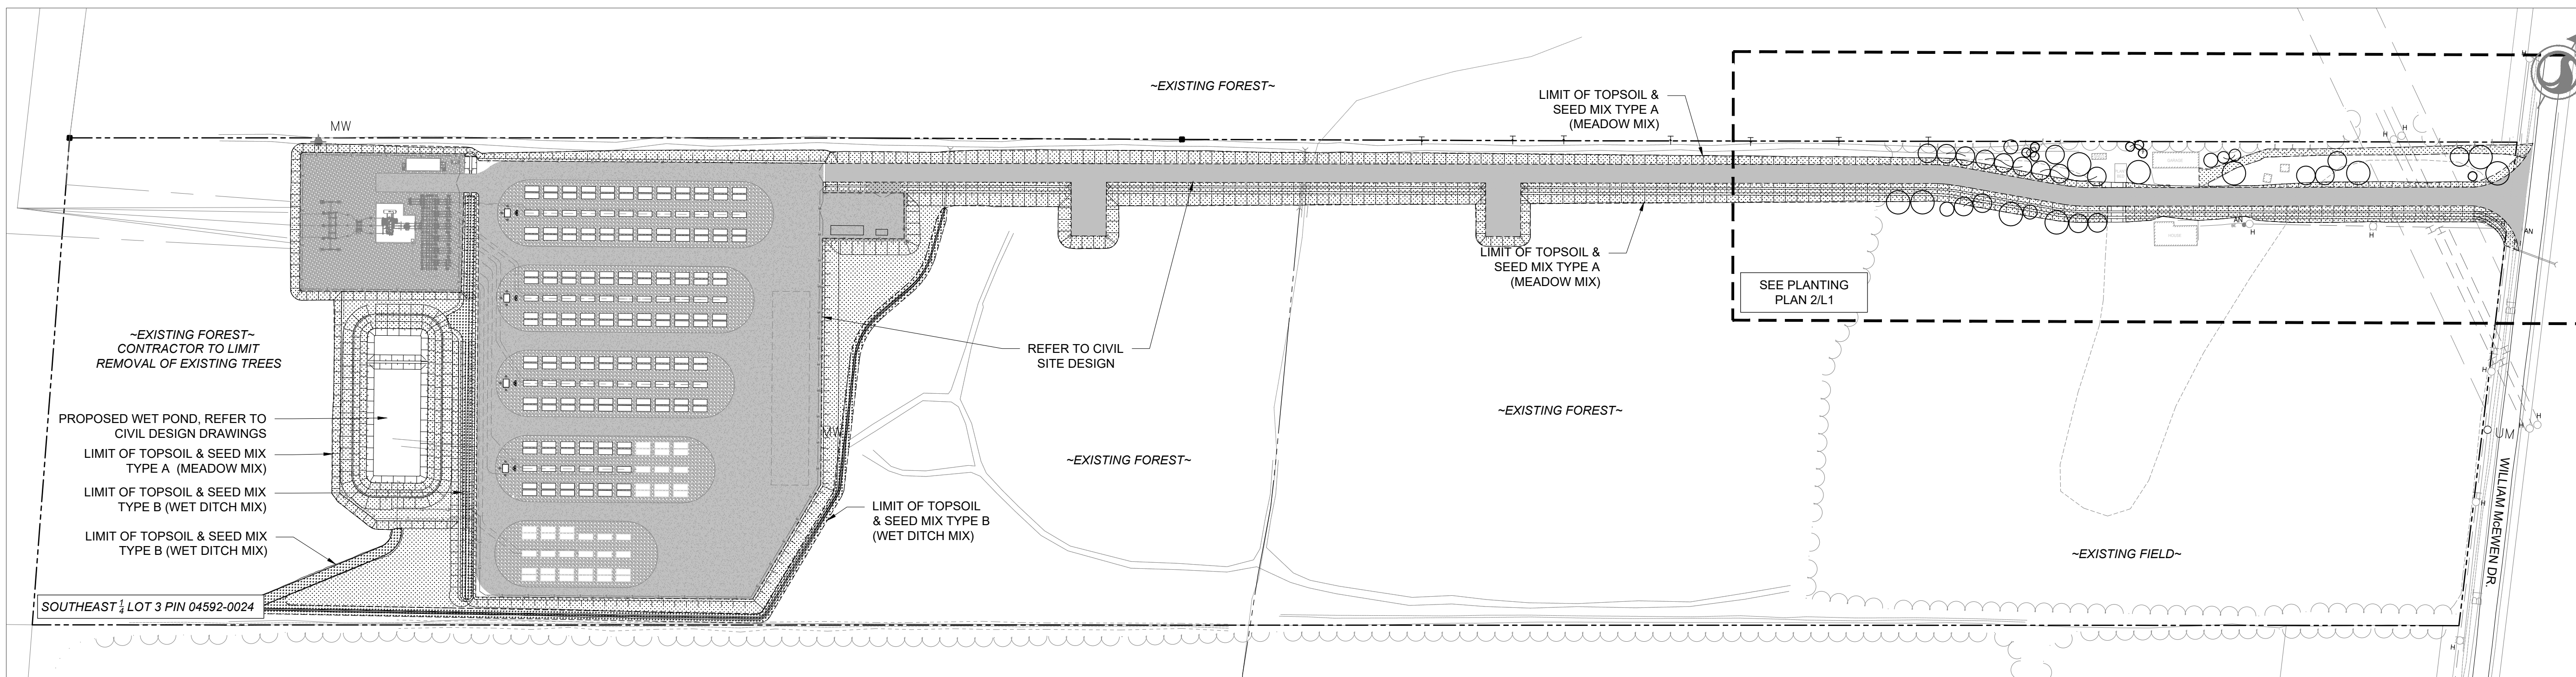 ~EXISTING FOREST~
LIMIT OF TOPSOIL &
SEED MIX TYPE A
(MEADOW MIX)
MW
H
H
H
GARAGE
AN
H
H
AN
HOUSE
LIMIT OF TOPSOIL &
SEED MIX TYPE A
(MEADOW MIX)
SEE PLANTING
PLAN 2/L1
~EXISTING FOREST~
CONTRACTOR TO LIMIT
REMOVAL OF EXISTING TREES
REFER TO CIVIL
SITE DESIGN
H
PROPOSED WET POND, REFER TO
CIVIL DESIGN DRAWINGS
~EXISTING FOREST~
H
H
MW
UM
LIMIT OF TOPSOIL & SEED MIX
TYPE A (MEADOW MIX)
~EXISTING FOREST~
LIMIT OF TOPSOIL & SEED MIX
TYPE B (WET DITCH MIX)
LIMIT OF TOPSOIL
& SEED MIX TYPE B
(WET DITCH MIX)
H
WILLIAM McEWEN DR.
LIMIT OF TOPSOIL & SEED MIX
TYPE B (WET DITCH MIX)
~EXISTING FIELD~
SOUTHEAST 1/4 LOT 3 PIN 04592-0024
H